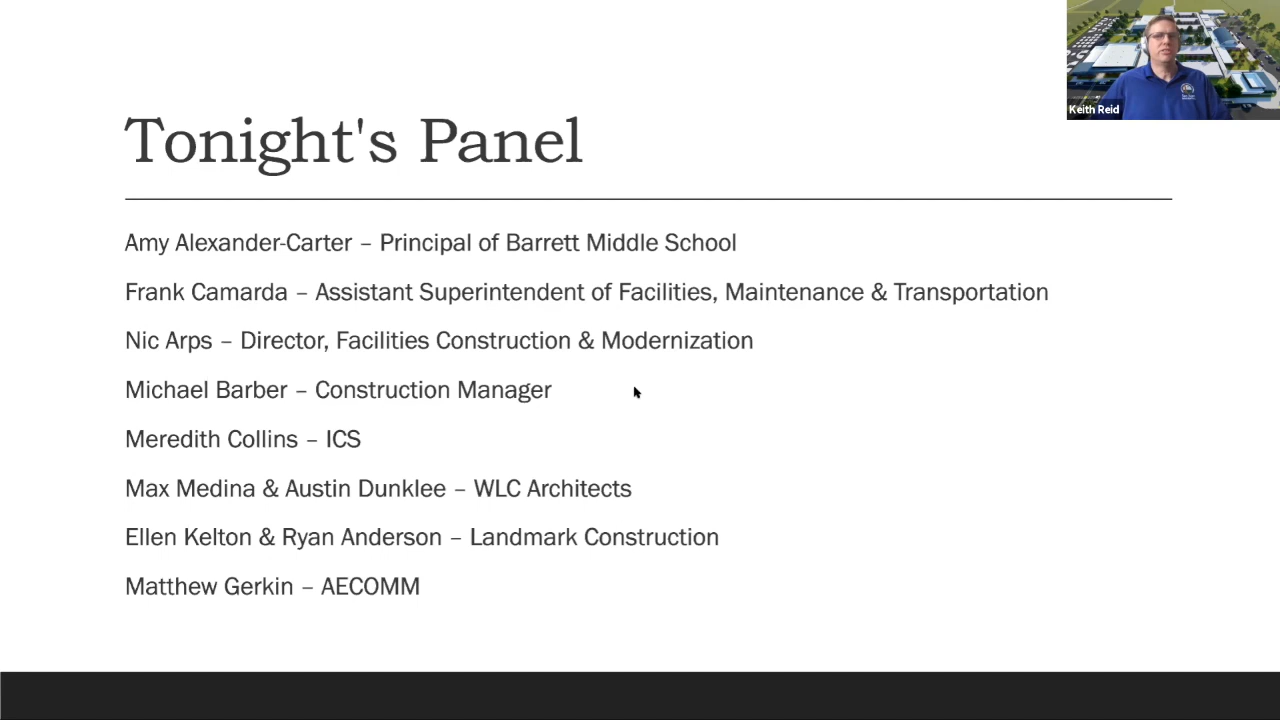 Tonight's Panel
Keith Reid
Amy Alexander-Carter – Principal of Barrett Middle School
Frank Camarda – Assistant Superintendent of Facilities, Maintenance & Transportation
Nic Arps – Director, Facilities Construction & Modernization
Michael Barber – Construction Manager
Meredith Collins – ICS
Max Medina & Austin Dunklee – WLC Architects
Ellen Kelton & Ryan Anderson – Landmark Construction
Matthew Gerkin – AECOMM